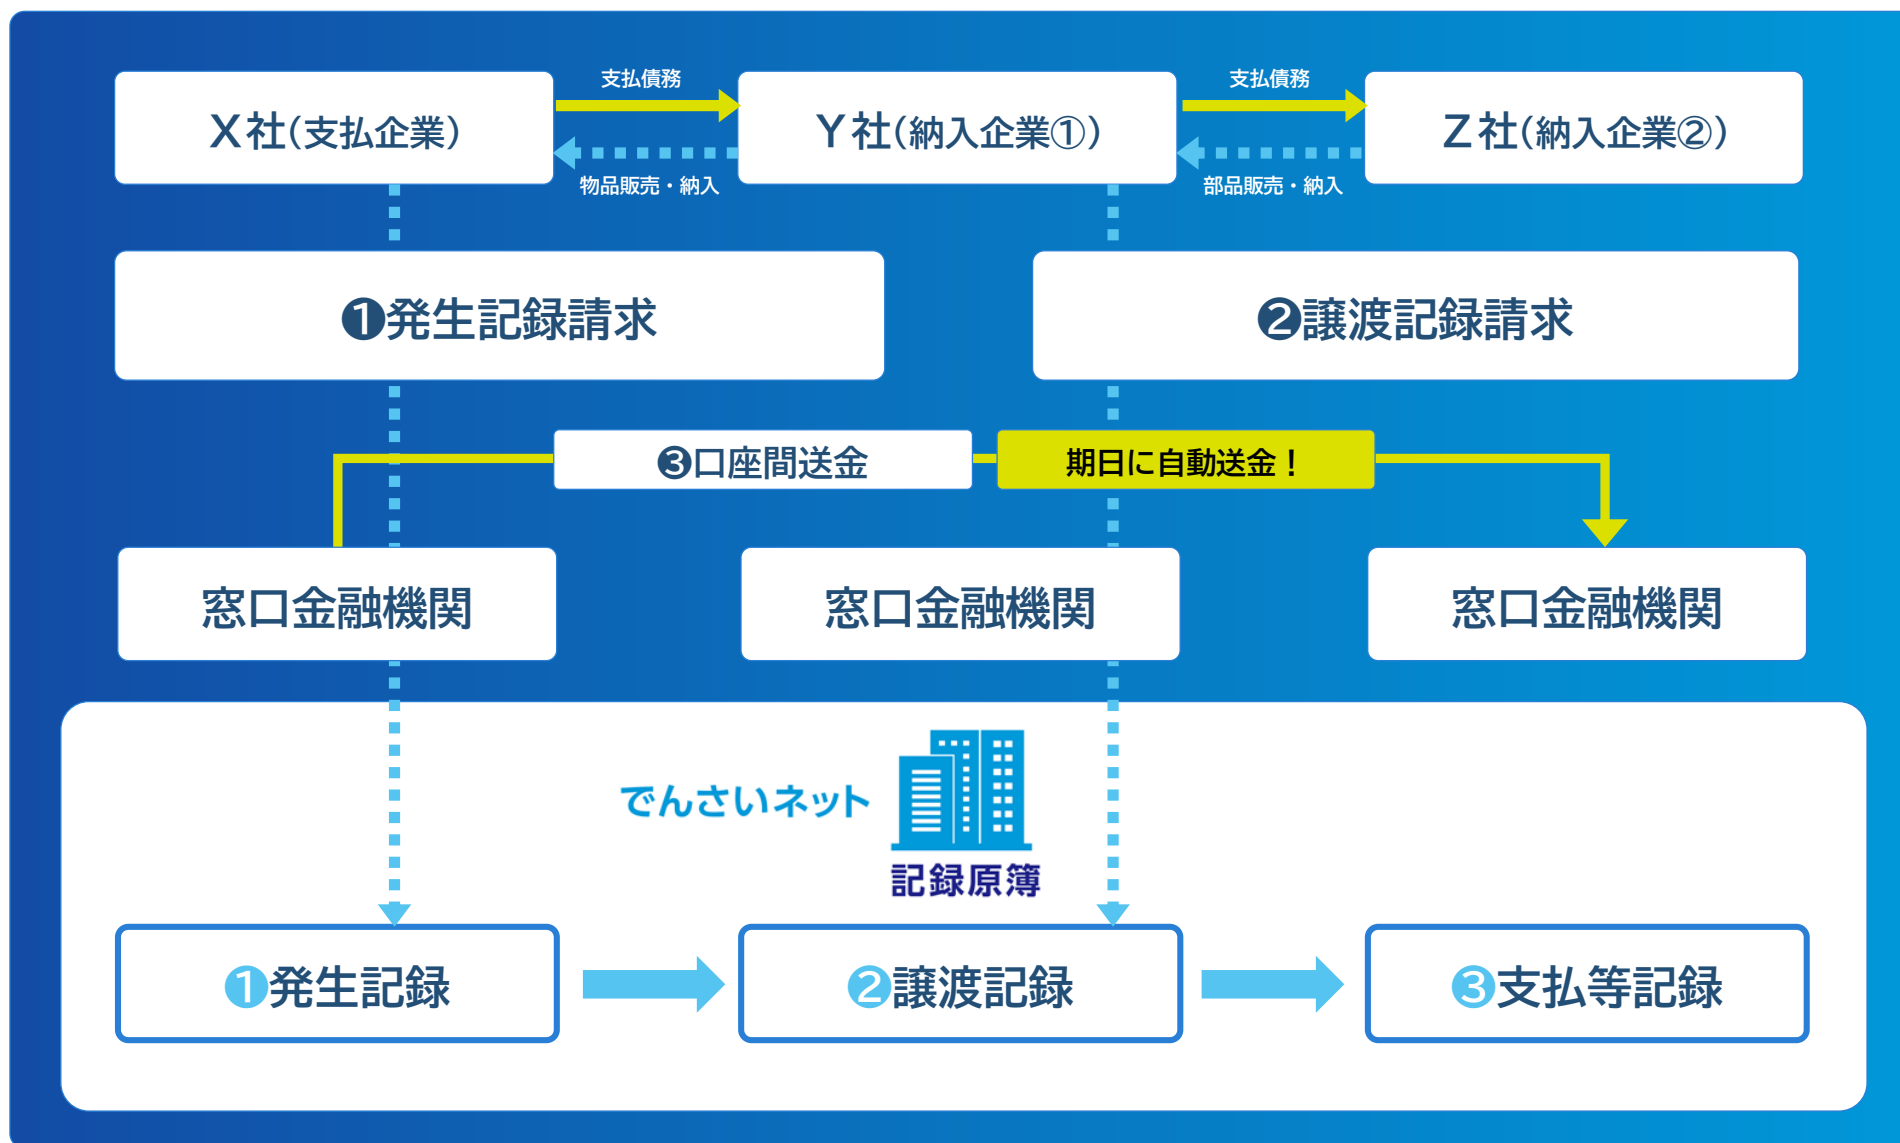 支払債務
支払債務
X社(支払企業)
Y社(納入企業①)
Z社(納入企業②)
物品販売・納入
部品販売・納入
❶発生記録請求
❷譲渡記録請求
❸口座間送金
期日に自動送金！
窓口金融機関
窓口金融機関
窓口金融機関
でんさいネット
記録原簿
❶発生記録
❷譲渡記録
❸支払等記録